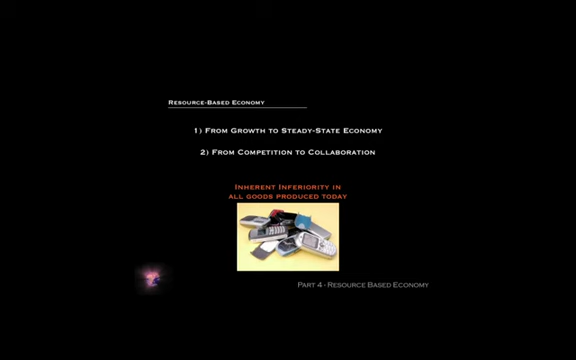 Resource-Based Economy
1) From Growth to Steady-State Economy
2) From Competition to Collaboration
Inherent Inferiority in
all goods produced today
Part 4 - Resource Based Economy